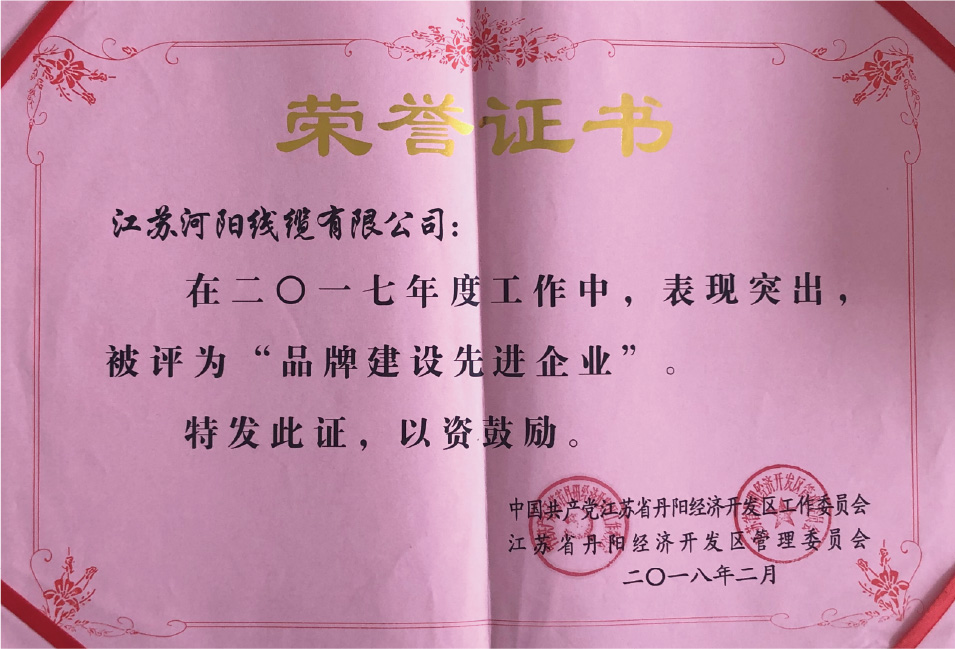 荣誉证书
江苏河阳线缆有限公司：
在二〇一七年度工作中，表现突出，
被评为“品牌建设先进企业”。
特发此证，以资鼓励。
中国共产党江苏省丹阳经济开发区工作委员会
江苏省丹阳经济开发区管理委员会
二〇一八年二月